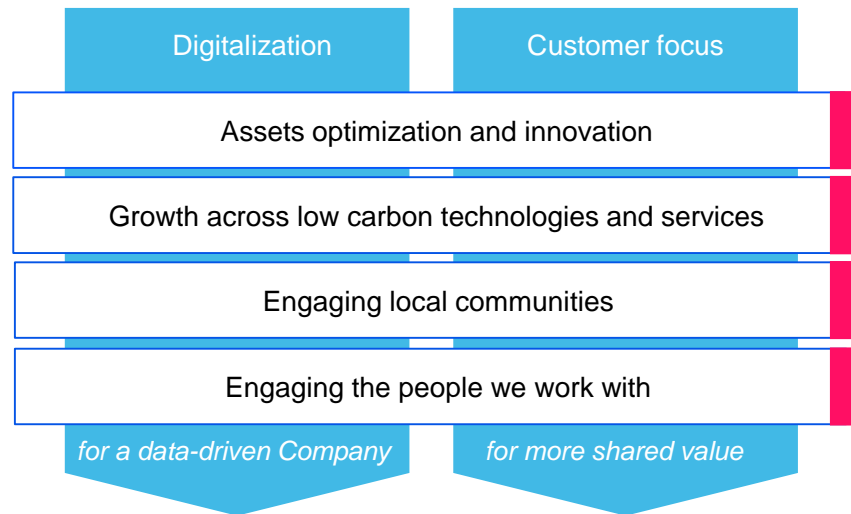 Digitalization
Customer focus
Assets optimization and innovation
Growth across low carbon technologies and services
Engaging local communities
Engaging the people we work with
for a data-driven Company
for more shared value